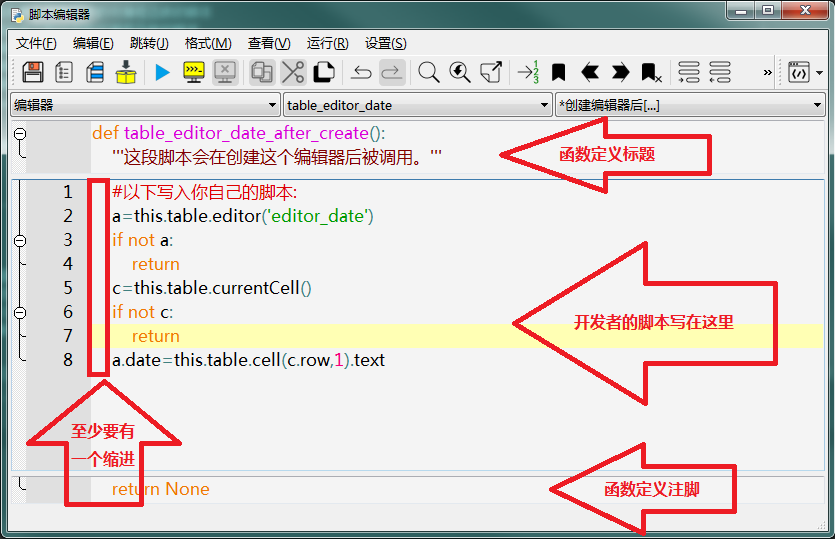 脚本编辑器
文件(F) 编辑(E) 跳转(J) 格式(M) 查看(V) 运行(R) 设置(S)
编辑器 table_editor_date *创建编辑器后[...]
def table_editor_date_after_create():
'''这段脚本会在创建这个编辑器后被调用。'''
函数定义标题
1 #以下写入你自己的脚本:
2 a=this.table.editor('editor_date')
3 if not a:
4 return
5 c=this.table.currentCell()
6 if not c:
7 return
8 a.date=this.table.cell(c.row,1).text
开发者的脚本写在这里
至少要有
一个缩进
return None
函数定义注脚